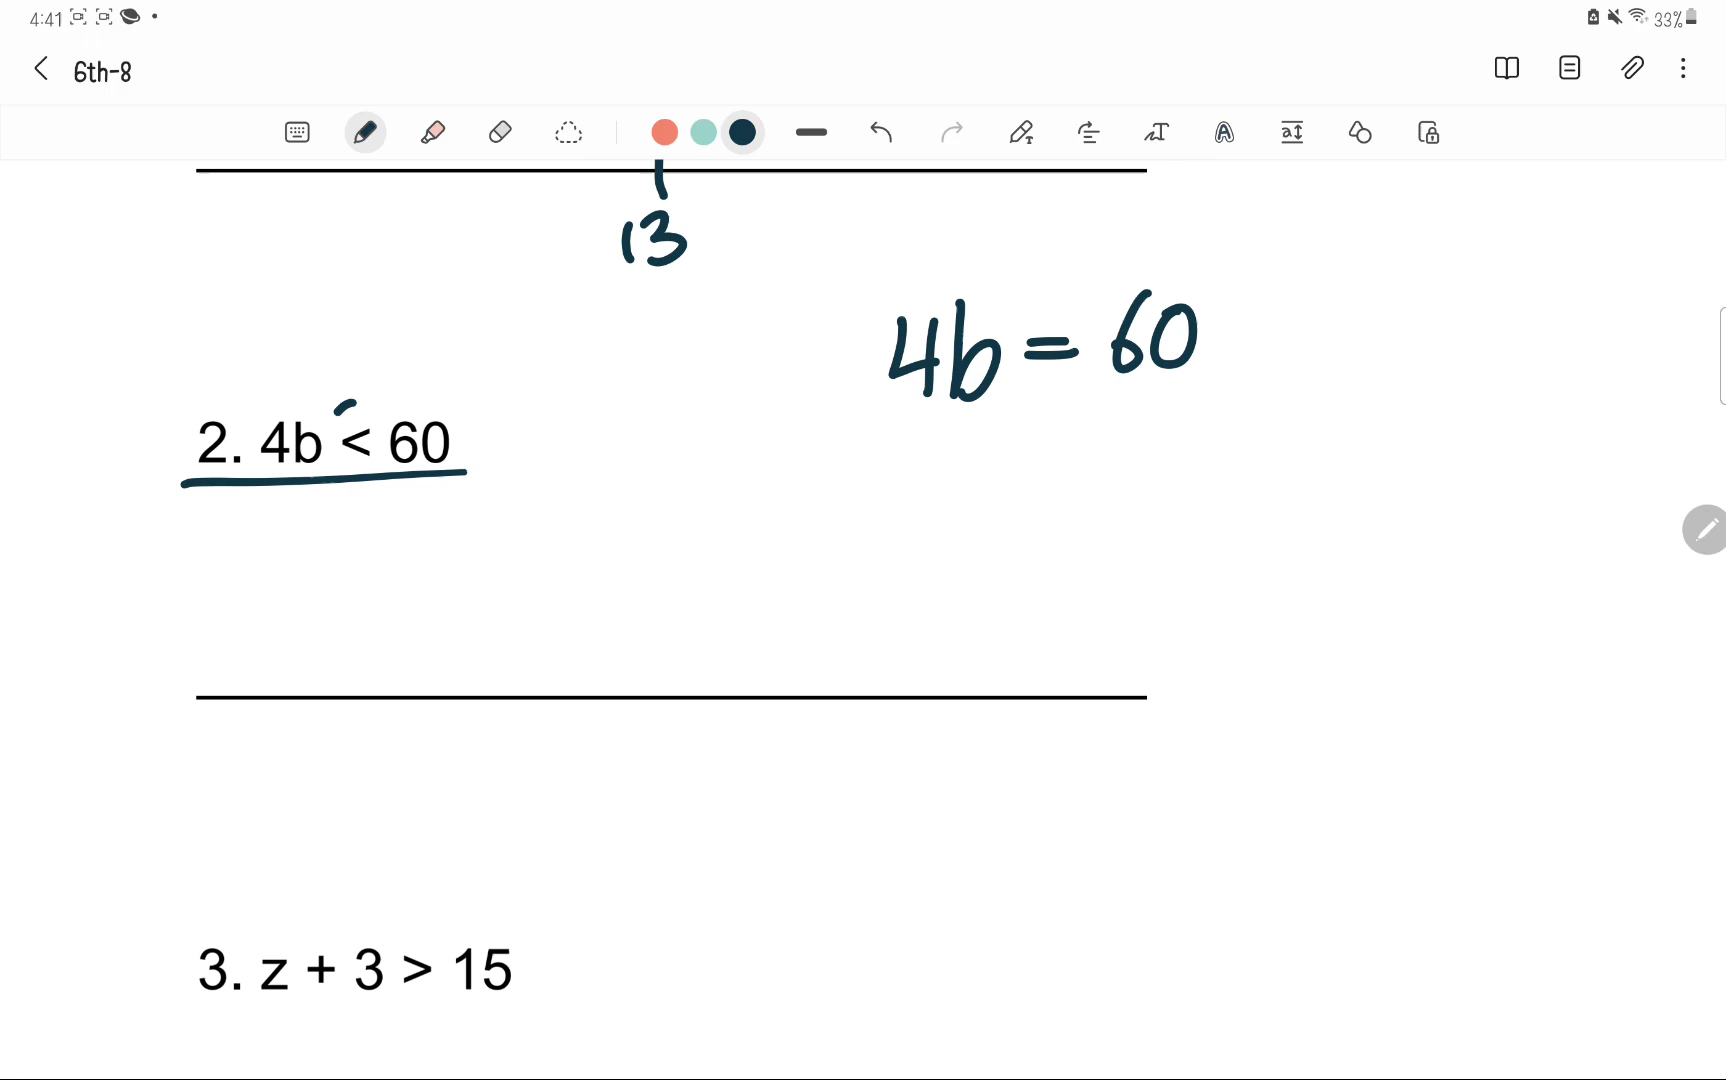 4:41 33%
6th-8
13
4b = 60
2. 4b < 60
3. z + 3 > 15